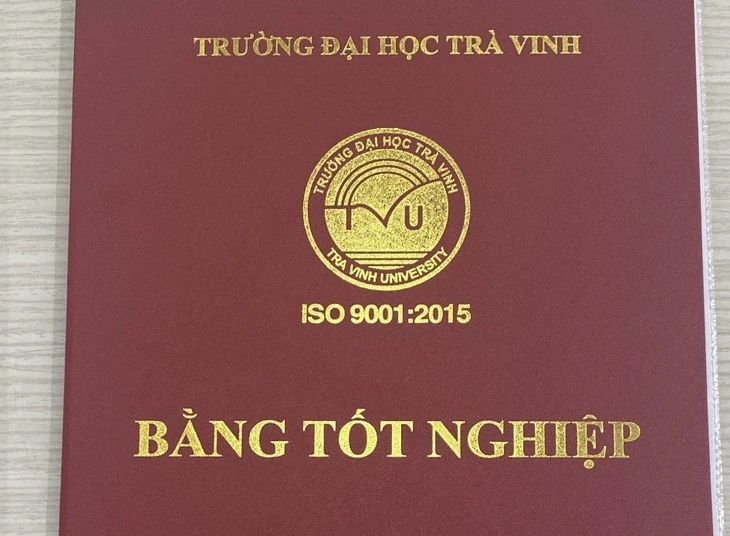 TRƯỜNG ĐẠI HỌC TRÀ VINH
TRƯỜNG ĐẠI HỌC TRÀ VINH
TVU
TRA VINH UNIVERSITY
ISO 9001:2015
BẰNG TỐT NGHIỆP